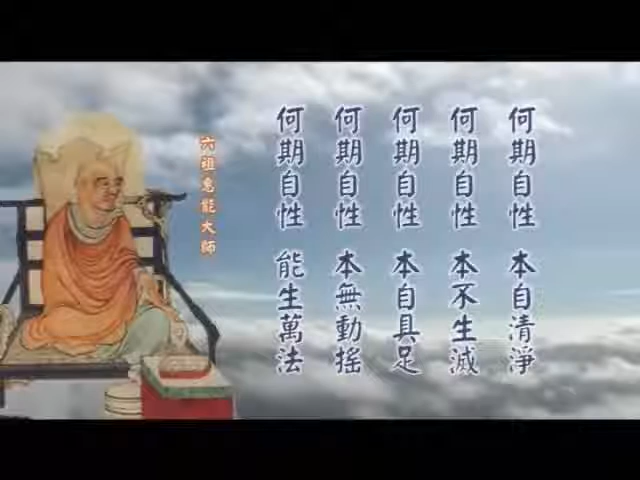 何期自性 本自清淨
何期自性 本不生滅
何期自性 本自具足
何期自性 本無動搖
何期自性 能生萬法
六祖惠能大師